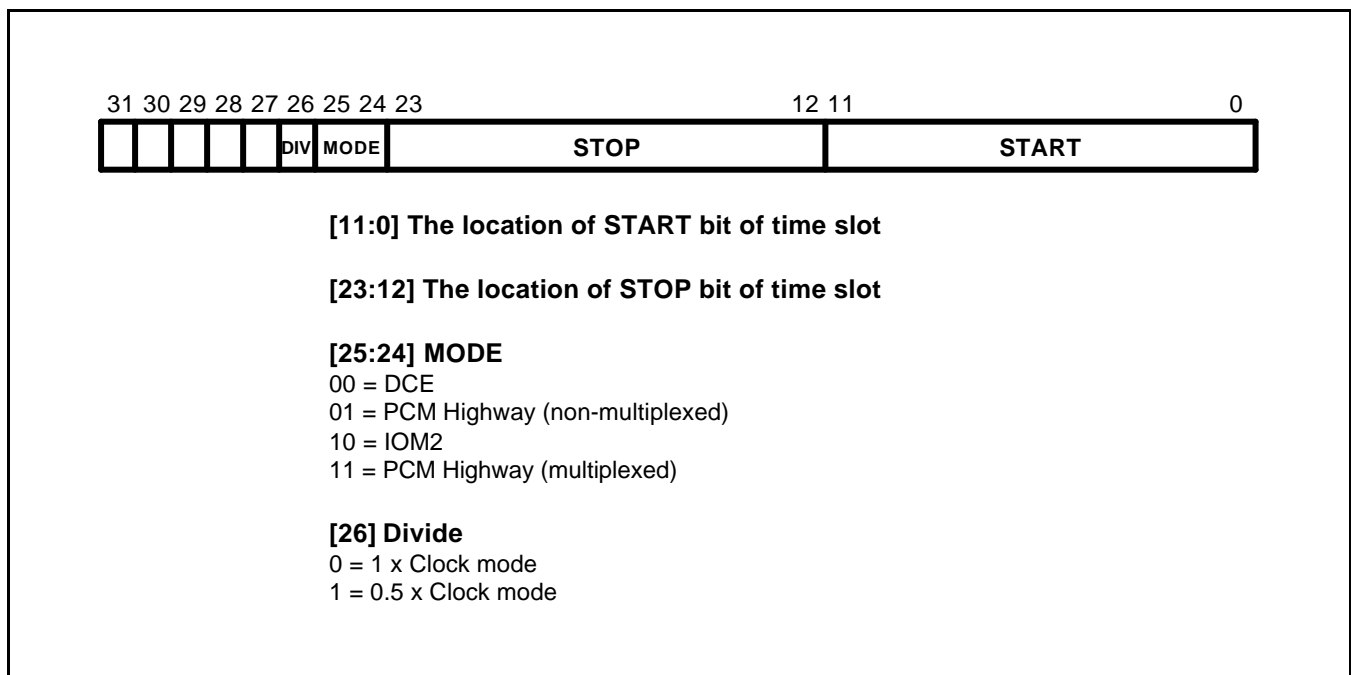 31 30 29 28 27 26 25 24 23 12 11 0
DIV MODE STOP START
[11:0] The location of START bit of time slot
[23:12] The location of STOP bit of time slot
[25:24] MODE
00 = DCE
01 = PCM Highway (non-multiplexed)
10 = IOM2
11 = PCM Highway (multiplexed)
[26] Divide
0 = 1 x Clock mode
1 = 0.5 x Clock mode